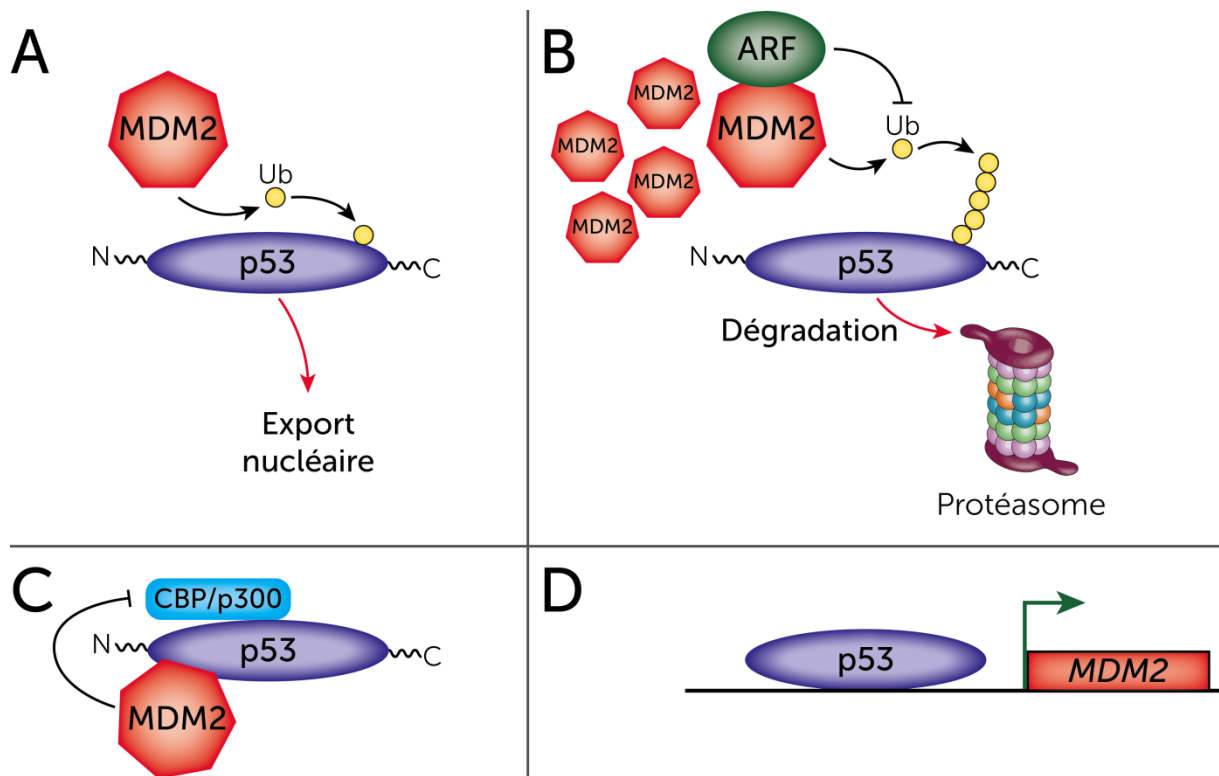 A
MDM2
Ub
N
p53
C
Export
nucléaire
B
ARF
MDM2
MDM2
MDM2
MDM2
MDM2
Ub
N
p53
C
Dégradation
Protéasome
C
CBP/p300
N
p53
C
MDM2
D
p53
MDM2